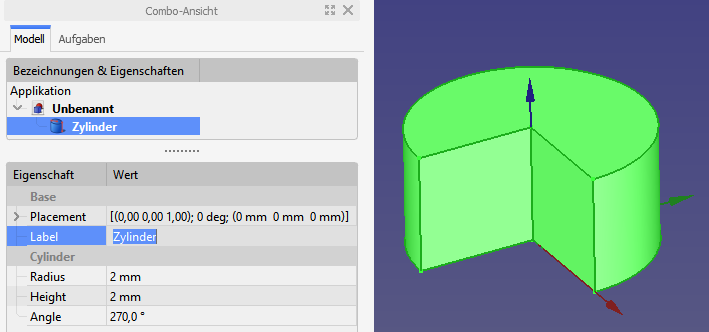 Combo-Ansicht
Modell Aufgaben
Bezeichnungen & Eigenschaften
Applikation
Unbenannt
Zylinder
Eigenschaft Wert
Base
Placement [(0,00 0,00 1,00); 0 deg; (0 mm 0 mm 0 mm)]
Label Zylinder
Cylinder
Radius 2 mm
Height 2 mm
Angle 270,0 °